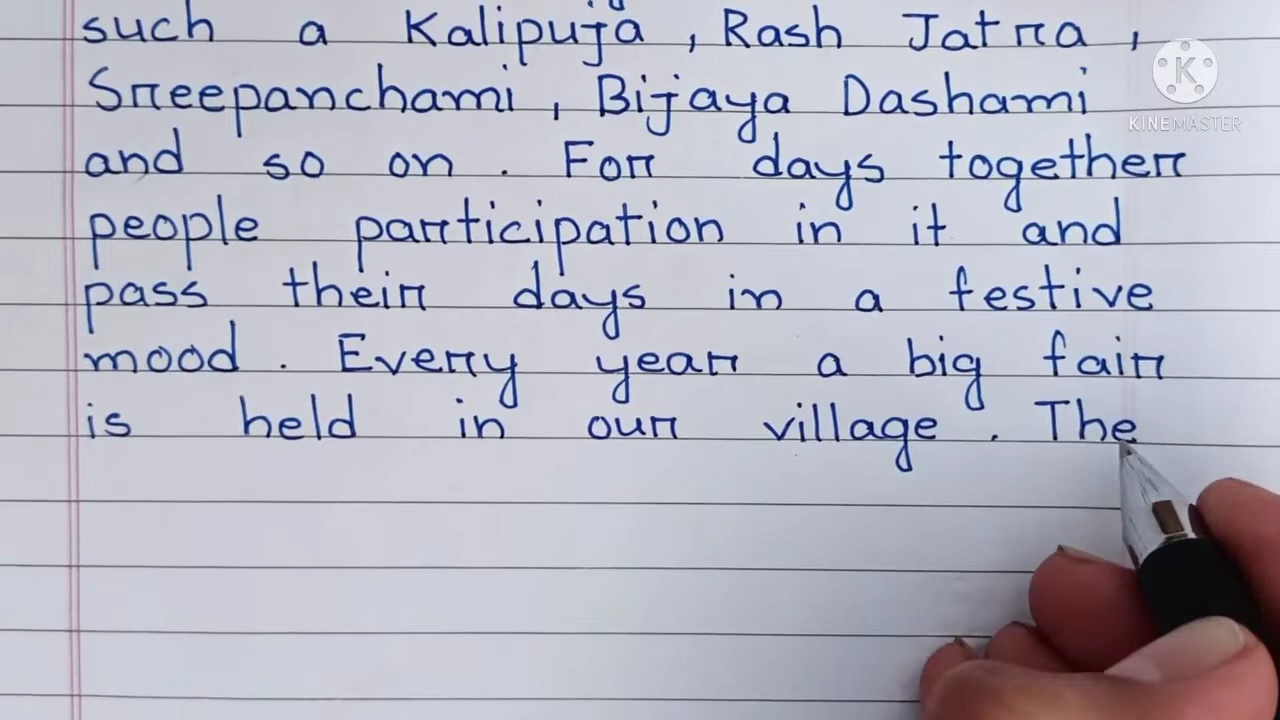 such a Kalipuja, Rash Jatra,
Sreepanchami, Bijaya Dashami
and so on. For days together
people participation in it and
pass their days in a festive
mood. Every year a big fair
is held in our village. The
K
KINEMASTER